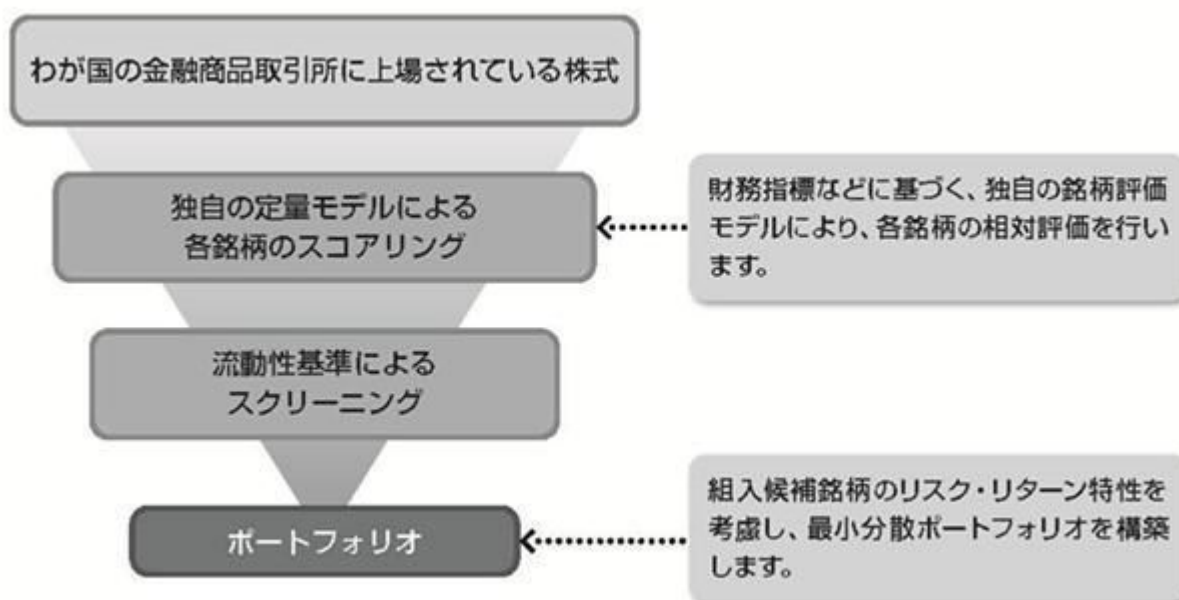 わが国の金融商品取引所に上場されている株式
独自の定量モデルによる
各銘柄のスコアリング
財務指標などに基づく、独自の銘柄評価
モデルにより、各銘柄の相対評価を行い
ます。
流動性基準による
スクリーニング
ポートフォリオ
組入候補銘柄のリスク・リターン特性を
考慮し、最小分散ポートフォリオを構築
します。